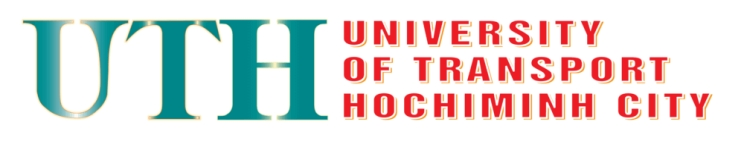 UTH
UNIVERSITY
OF TRANSPORT
HOCHIMINH CITY